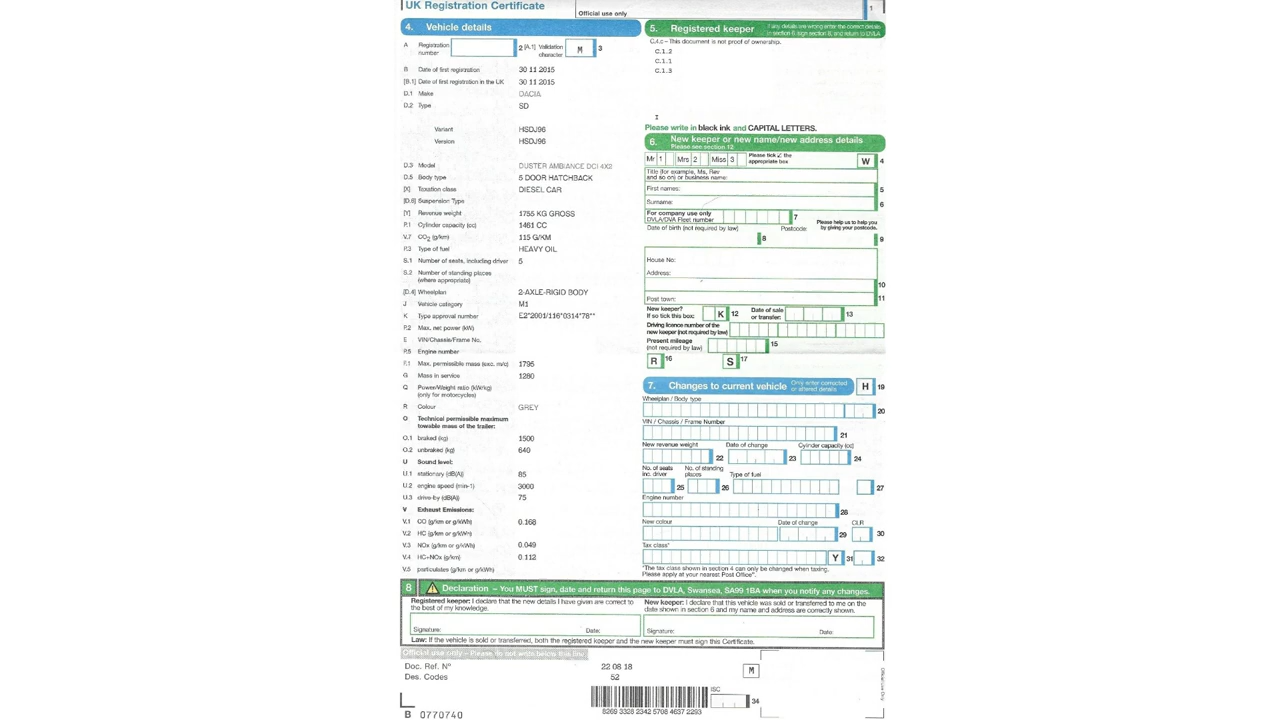 UK Registration Certificate
Official use only
1
4. Vehicle details
A Registration number 2 [A.1] Validation character M 3
B Date of first registration 30 11 2015
[B.1] Date of first registration in the UK 30 11 2015
D.1 Make DACIA
D.2 Type SD
Variant HSDJ96
Version HSDJ96
D.3 Model DUSTER AMBIANCE DCI 4X2
D.5 Body type 5 DOOR HATCHBACK
[X] Taxation class DIESEL CAR
[D.6] Suspension Type
[Y] Revenue weight 1755 KG GROSS
P.1 Cylinder capacity (cc) 1461 CC
V.7 CO2 (g/km) 115 G/KM
P.3 Type of fuel HEAVY OIL
S.1 Number of seats, including driver 5
S.2 Number of standing places
(where appropriate)
[D.4] Wheelplan 2-AXLE-RIGID BODY
J Vehicle category M1
K Type approval number E2*2001/116*0314*78**
P.2 Max. net power (kW)
E VIN/Chassis/Frame No.
P.5 Engine number
F.1 Max. permissible mass (exc. m/c) 1795
G Mass in service 1280
Q Power/Weight ratio (kW/kg)
(only for motorcycles)
R Colour GREY
O Technical permissible maximum
towable mass of the trailer:
O.1 braked (kg) 1500
O.2 unbraked (kg) 640
U Sound level:
U.1 stationary (dB(A)) 85
U.2 engine speed (min-1) 3000
U.3 drive-by (dB(A)) 75
V Exhaust Emissions:
V.1 CO (g/km or g/kWh) 0.168
V.2 HC (g/km or g/kWh)
V.3 NOx (g/km or g/kWh) 0.049
V.4 HC+NOx (g/km) 0.112
V.5 particulates (g/km or g/kWh)
5. Registered keeper
If any details are wrong enter the correct details
in section 6 (sign section 8, and return to DVLA
C.4.c – This document is not proof of ownership.
C.1.2
C.1.1
C.1.3
Please write in black ink and CAPITAL LETTERS.
6. New keeper or new name/new address details
Please see section 12.
Mr 1 Mrs 2 Miss 3 Please tick ✓ the appropriate box W 4
Title (for example, Ms, Rev
and so on) or business name:
First names: 5
Surname: 6
For company use only
DVLA/DVA Fleet number 7 Please help us to help you
by giving your postcode.
Date of birth (not required by law) 8 Postcode: 9
House No:
Address: 10
Post town: 11
New keeper?
If so tick this box: K 12 Date of sale or transfer: 13
Driving licence number of the
new keeper (not required by law)
Present mileage
(not required by law) 15
R 16 S 17
7. Changes to current vehicle Only enter corrected or altered details H 19
Wheelplan / Body type 20
VIN / Chassis / Frame Number 21
New revenue weight 22 Date of change 23 Cylinder capacity (cc) 24
No. of seats inc. driver 25 No. of standing places 26 Type of fuel 27
Engine number 28
New colour Date of change 29 CLR 30
Tax class* Y 31 32
*The tax class shown in section 4 can only be changed when taxing.
Please apply at your nearest Post Office®.
8 Declaration – You MUST sign, date and return this page to DVLA, Swansea, SA99 1BA when you notify any changes.
Registered keeper: I declare that the new details I have given are correct to
the best of my knowledge.
Signature: Date:
New keeper: I declare that this vehicle was sold or transferred to me on the
date shown in section 6 and my name and address are correctly shown.
Signature: Date:
Law: If the vehicle is sold or transferred, both the registered keeper and the new keeper must sign this Certificate.
Official use only – Please do not write below this line
Doc. Ref. Nº 22 08 18 M
Des. Codes 52
ISC 34
8269 3328 2342 5708 4637 2293
B 0770740
Official Use Only